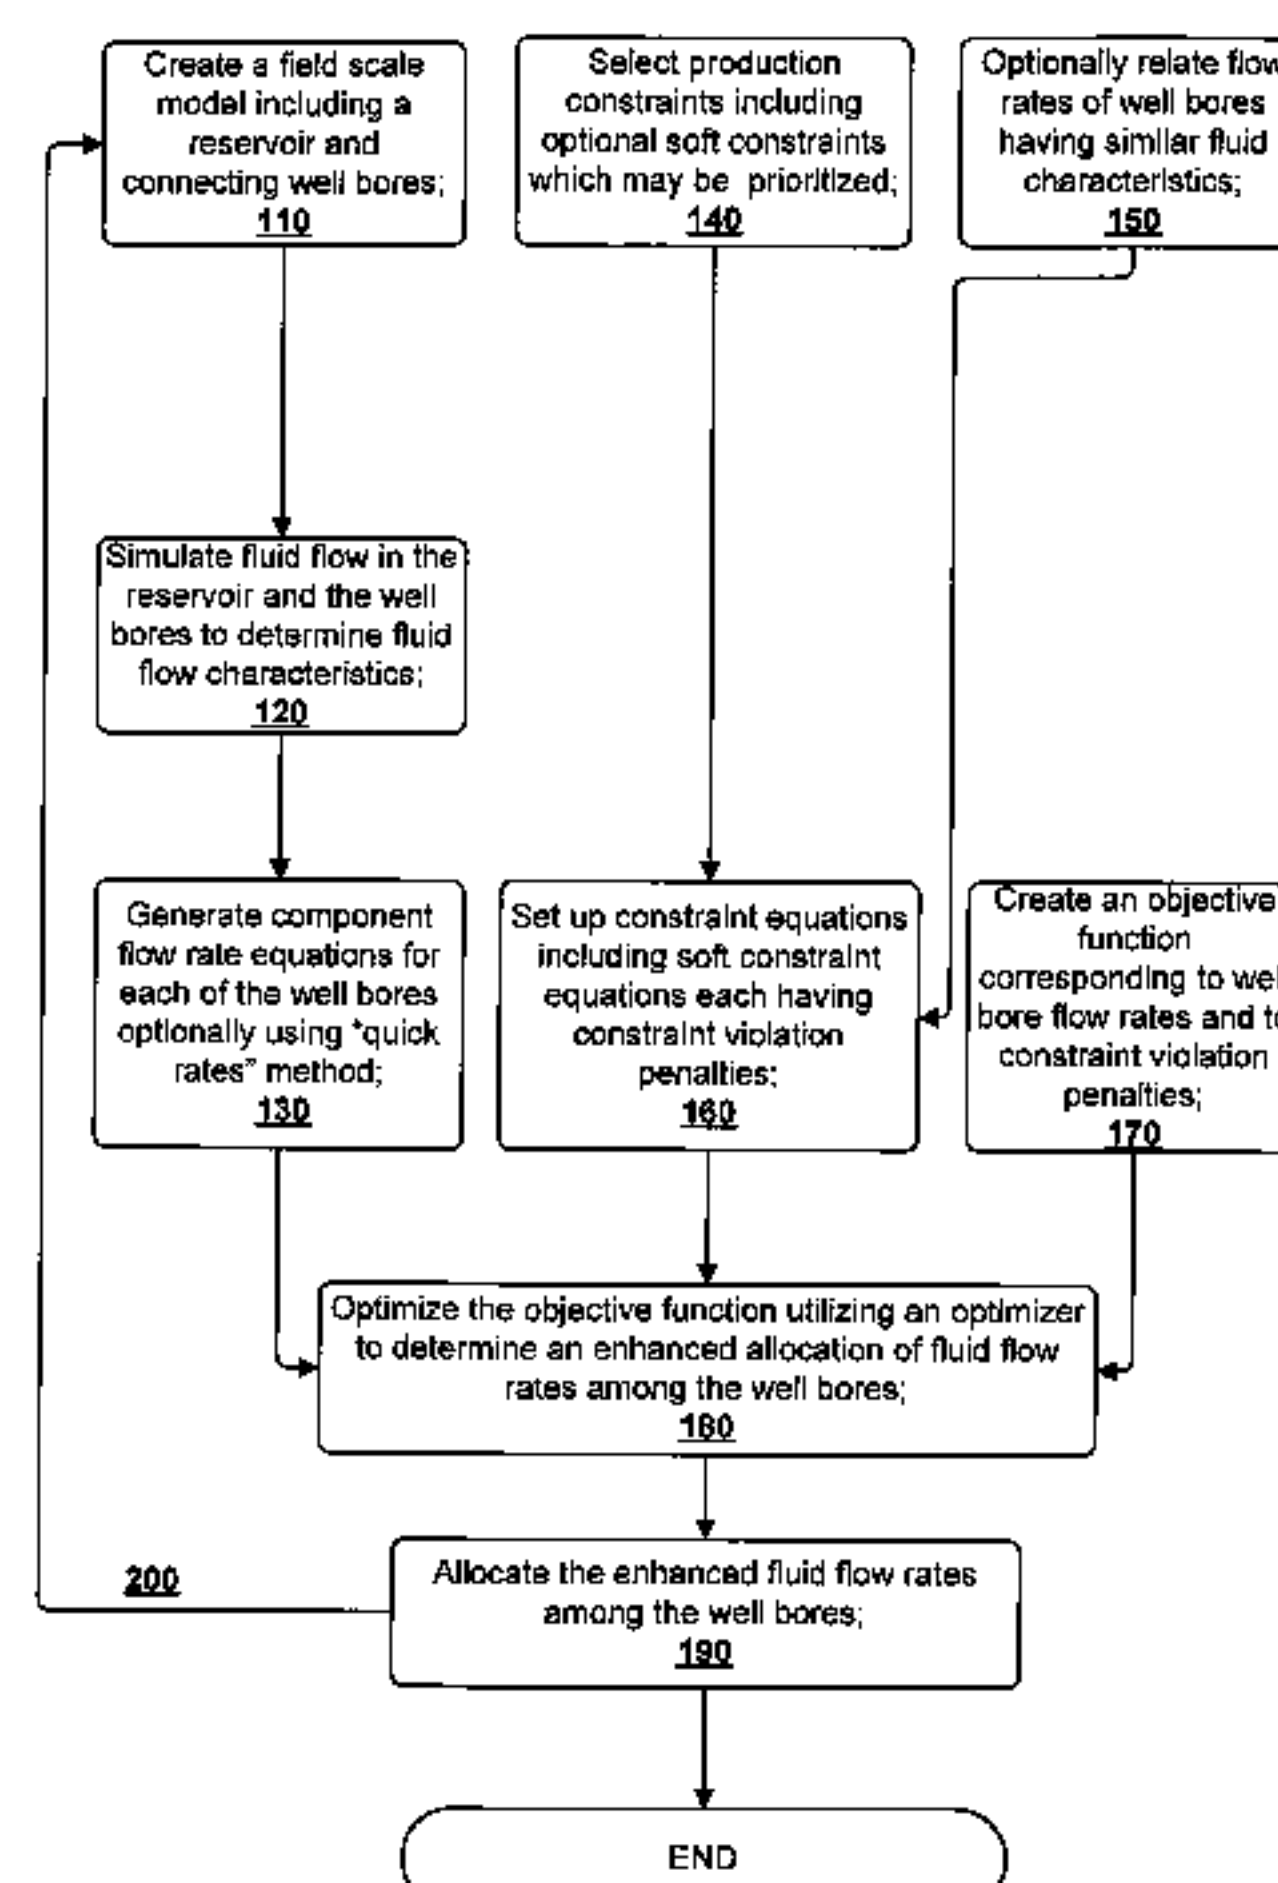 Create a field scale
model including a
reservoir and
connecting well bores;
110
Select production
constraints including
optional soft constraints
which may be prioritized;
140
Optionally relate flow
rates of well bores
having similar fluid
characteristics;
150
Simulate fluid flow in the
reservoir and the well
bores to determine fluid
flow characteristics;
120
Generate component
flow rate equations for
each of the well bores
optionally using "quick
rates" method;
130
Set up constraint equations
including soft constraint
equations each having
constraint violation
penalties;
160
Create an objective
function
corresponding to well
bore flow rates and to
constraint violation
penalties;
170
Optimize the objective function utilizing an optimizer
to determine an enhanced allocation of fluid flow
rates among the well bores;
180
200
Allocate the enhanced fluid flow rates
among the well bores;
190
END